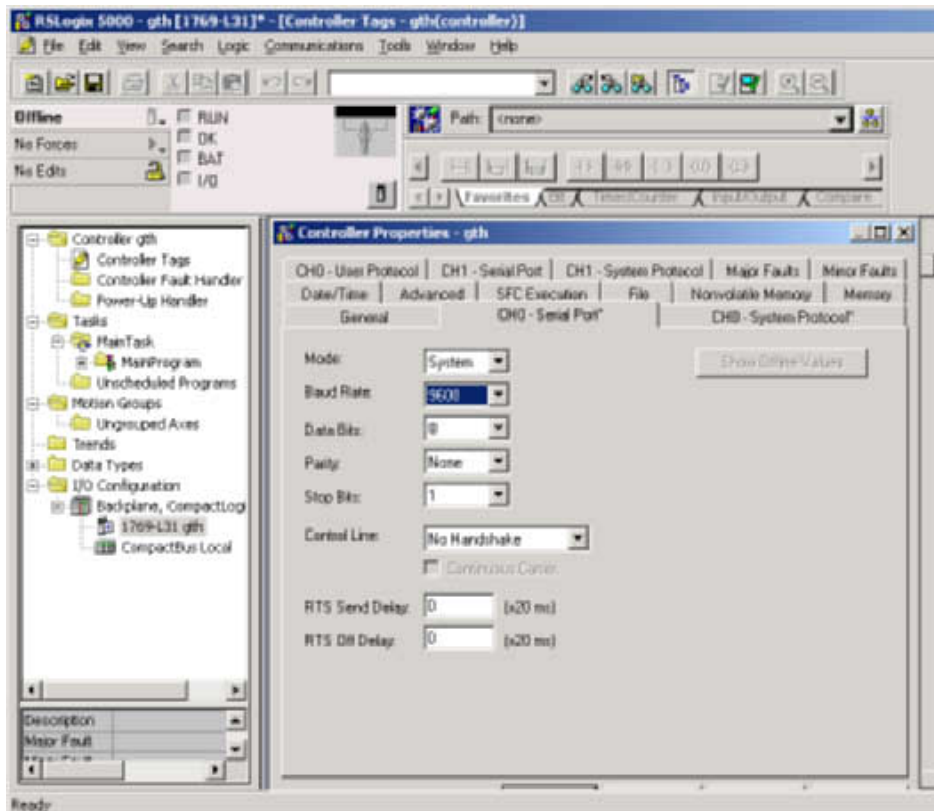 RSLogix 5000 - gth [1769-L31]* - [Controller Tags - gth(controller)]
File Edit View Search Logic Communications Tools Window Help
Offline
RUN
Path: <none>
No Forces
OK
BAT
No Edits
I/O
Favorites Bit Timer/Counter Input/Output Compare
Controller gth
Controller Tags
Controller Fault Handler
Power-Up Handler
Tasks
MainTask
MainProgram
Unscheduled Programs
Motion Groups
Ungrouped Axes
Trends
Data Types
I/O Configuration
Backplane, CompactLogi
1769-L31 gth
CompactBus Local
Description
Major Fault
Controller Properties - gth
CH0 - User Protocol CH1 - Serial Port CH1 - System Protocol Major Faults Minor Faults
Date/Time Advanced SFC Execution File Nonvolatile Memory Memory
General CH0 - Serial Port* CH0 - System Protocol*
Mode: System
Show Offline Values
Baud Rate: 9600
Data Bits: 8
Parity: None
Stop Bits: 1
Control Line: No Handshake
Continuous Carrier
RTS Send Delay: 0 (x20 ms)
RTS Off Delay: 0 (x20 ms)
Ready